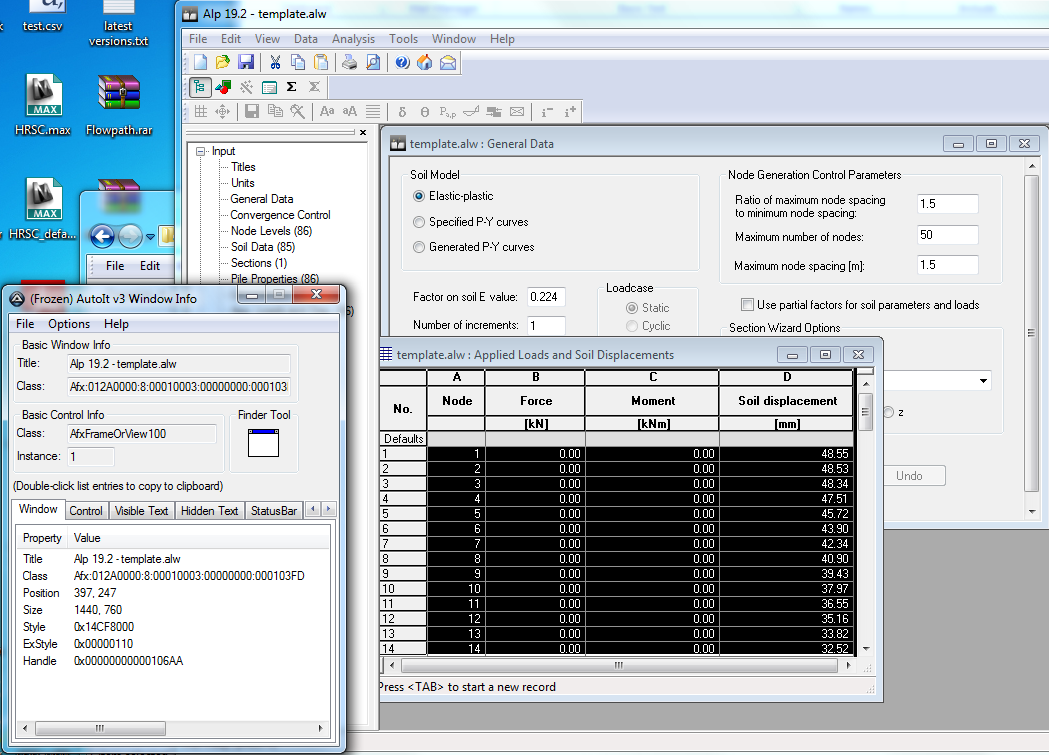 test.csv
latest
versions.txt
HRSC.max
Flowpath.rar
HRSC_defa...
MAX
MAX
File Edit
Alp 19.2 - template.alw
File Edit View Data Analysis Tools Window Help
Input
Titles
Units
General Data
Convergence Control
Node Levels (86)
Soil Data (85)
Sections (1)
Pile Properties (86)
template.alw : General Data
Soil Model
Elastic-plastic
Specified P-Y curves
Generated P-Y curves
Factor on soil E value: 0.224
Number of increments: 1
Loadcase
Static
Cyclic
Node Generation Control Parameters
Ratio of maximum node spacing
to minimum node spacing: 1.5
Maximum number of nodes: 50
Maximum node spacing [m]: 1.5
Use partial factors for soil parameters and loads
Section Wizard Options
z
Undo
template.alw : Applied Loads and Soil Displacements
A B C D
No. Node Force Moment Soil displacement
[kN] [kNm] [mm]
Defaults
1 1 0.00 0.00 48.55
2 2 0.00 0.00 48.53
3 3 0.00 0.00 48.34
4 4 0.00 0.00 47.51
5 5 0.00 0.00 45.72
6 6 0.00 0.00 43.90
7 7 0.00 0.00 42.34
8 8 0.00 0.00 40.90
9 9 0.00 0.00 39.43
10 10 0.00 0.00 37.97
11 11 0.00 0.00 36.55
12 12 0.00 0.00 35.16
13 13 0.00 0.00 33.82
14 14 0.00 0.00 32.52
Press <TAB> to start a new record
(Frozen) AutoIt v3 Window Info
File Options Help
Basic Window Info
Title: Alp 19.2 - template.alw
Class: Afx:012A0000:8:00010003:00000000:000103
Basic Control Info
Class: AfxFrameOrView100
Instance: 1
Finder Tool
(Double-click list entries to copy to clipboard)
Window Control Visible Text Hidden Text StatusBar
Property Value
Title Alp 19.2 - template.alw
Class Afx:012A0000:8:00010003:00000000:000103FD
Position 397, 247
Size 1440, 760
Style 0x14CF8000
ExStyle 0x00000110
Handle 0x00000000000106AA